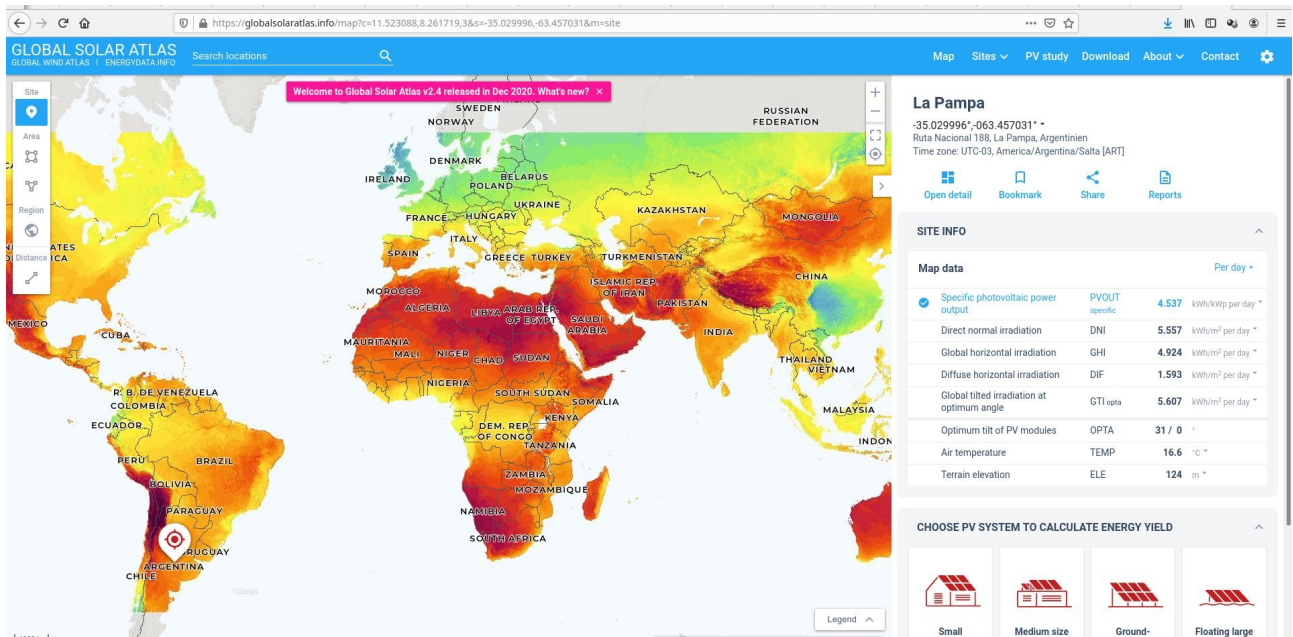 https://globalsolaratlas.info/map?c=11.523088,8.261719,3&s=-35.029996,-63.457031&m=site
GLOBAL SOLAR ATLAS
GLOBAL WIND ATLAS | ENERGYDATA.INFO
Search locations
Map Sites PV study Download About Contact
Site
Area
Region
Distance
Welcome to Global Solar Atlas v2.4 released in Dec 2020. What's new? ×
SWEDEN
NORWAY
RUSSIAN
FEDERATION
DENMARK
IRELAND
BELARUS
POLAND
UKRAINE
KAZAKHSTAN
FRANCE
HUNGARY
MONGOLIA
ITALY
SPAIN
GREECE
TURKEY
TURKMENISTAN
CHINA
MOROCCO
ISLAMIC REP.
OF IRAN
ALGERIA
LIBYA
ARAB REP.
OF EGYPT
SAUDI
ARABIA
PAKISTAN
MEXICO
CUBA
MAURITANIA
MALI
NIGER
CHAD
SUDAN
INDIA
THAILAND
VIETNAM
R. B. DE VENEZUELA
COLOMBIA
NIGERIA
SOUTH SUDAN
SOMALIA
MALAYSIA
ECUADOR
KENYA
DEM. REP.
OF CONGO
TANZANIA
INDON
PERU
BRAZIL
BOLIVIA
ZAMBIA
MOZAMBIQUE
PARAGUAY
NAMIBIA
SOUTH AFRICA
URUGUAY
ARGENTINA
CHILE
Legend
La Pampa
-35.029996°,-063.457031°
Ruta Nacional 188, La Pampa, Argentinien
Time zone: UTC-03, America/Argentina/Salta [ART]
Open detail Bookmark Share Reports
SITE INFO
Map data Per day
Specific photovoltaic power output PVOUT specific 4.537 kWh/kWp per day
Direct normal irradiation DNI 5.557 kWh/m² per day
Global horizontal irradiation GHI 4.924 kWh/m² per day
Diffuse horizontal irradiation DIF 1.593 kWh/m² per day
Global tilted irradiation at optimum angle GTI opta 5.607 kWh/m² per day
Optimum tilt of PV modules OPTA 31 / 0 °
Air temperature TEMP 16.6 °C
Terrain elevation ELE 124 m
CHOOSE PV SYSTEM TO CALCULATE ENERGY YIELD
Small Medium size Ground- Floating large